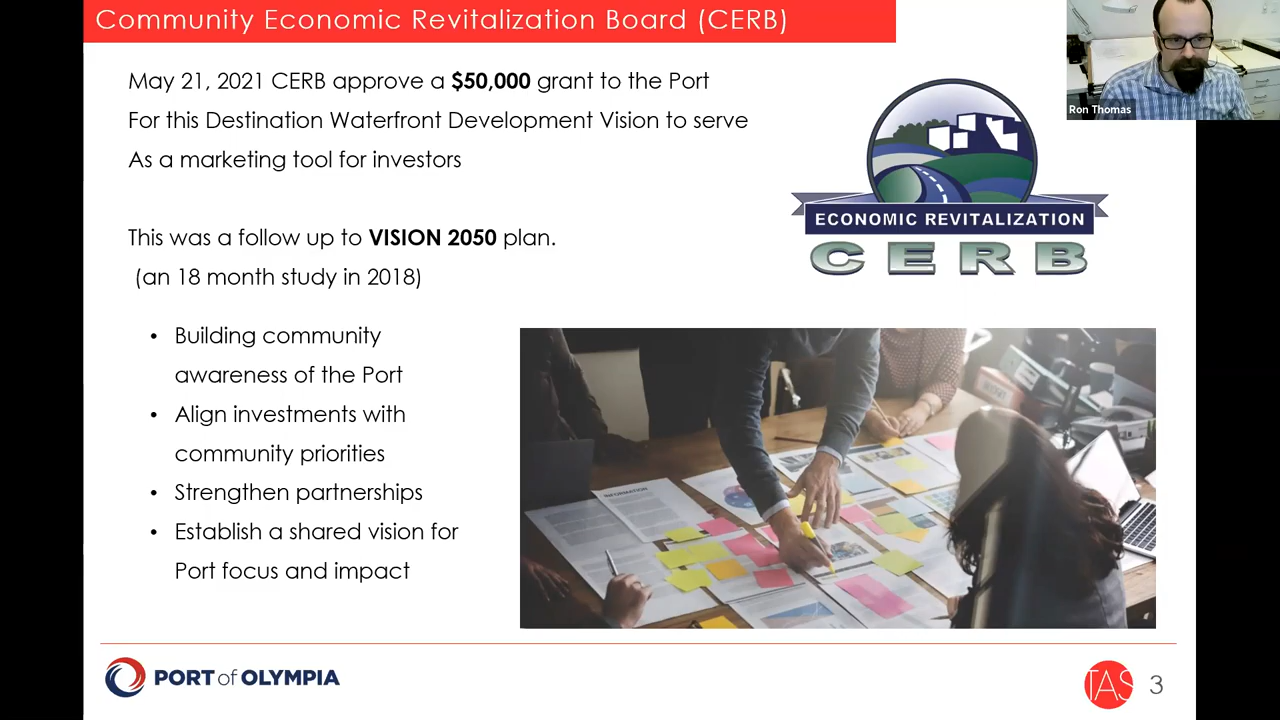 Community Economic Revitalization Board (CERB)
Ron Thomas
May 21, 2021 CERB approve a $50,000 grant to the Port
For this Destination Waterfront Development Vision to serve
As a marketing tool for investors
ECONOMIC REVITALIZATION
CERB
This was a follow up to VISION 2050 plan.
(an 18 month study in 2018)
• Building community
awareness of the Port
• Align investments with
community priorities
• Strengthen partnerships
• Establish a shared vision for
Port focus and impact
INFORMATION
PORT of OLYMPIA
TAS
3